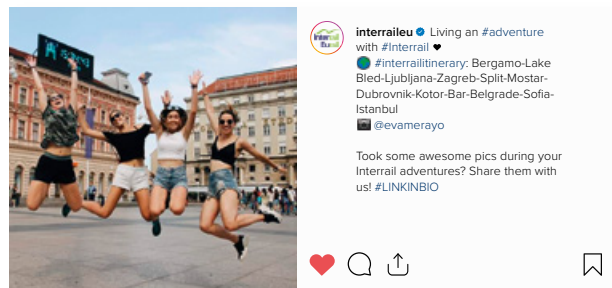 interraileu Living an #adventure
with #Interrail 🖤
#interrailitinerary: Bergamo-Lake
Bled-Ljubljana-Zagreb-Split-Mostar-
Dubrovnik-Kotor-Bar-Belgrade-Sofia-
Istanbul
@evamerayo
Took some awesome pics during your
Interrail adventures? Share them with
us! #LINKINBIO